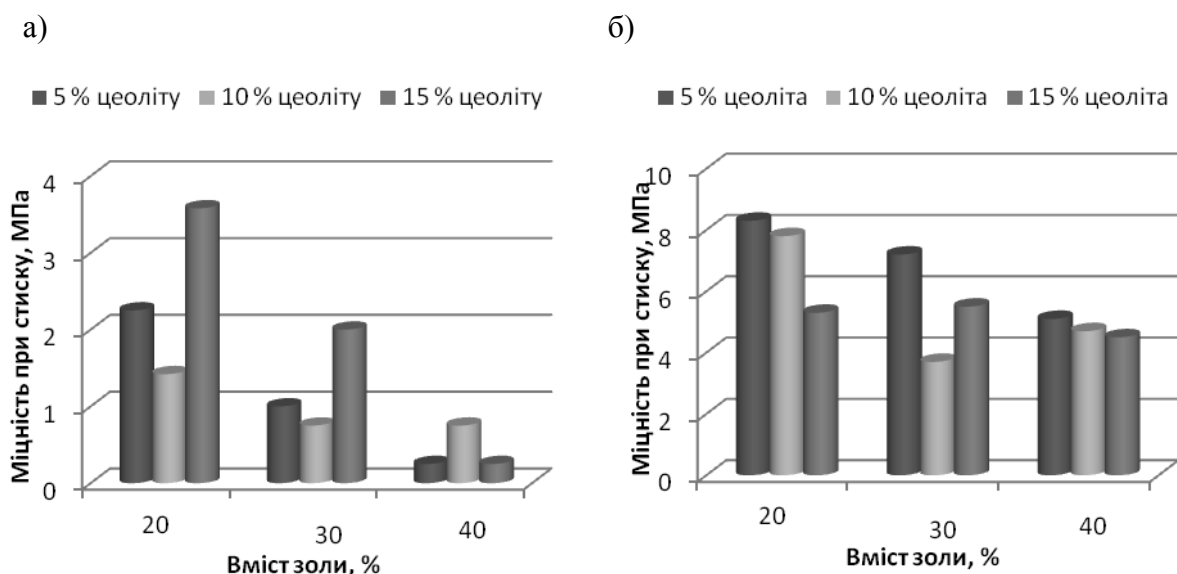 а)
5 % цеоліту 10 % цеоліту 15 % цеоліту
Міцність при стиску, МПа
4
3
2
1
0
20 30 40
Вміст золи, %
б)
5 % цеоліта 10 % цеоліта 15 % цеоліта
Міцність при стиску, МПа
10
8
6
4
2
0
20 30 40
Вміст золи, %